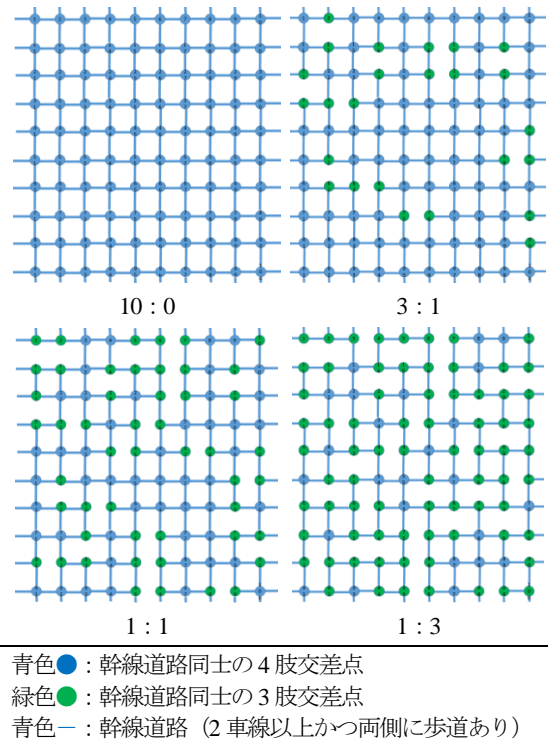 10 : 0
3 : 1
1 : 1
1 : 3
青色● : 幹線道路同士の 4 肢交差点
緑色● : 幹線道路同士の 3 肢交差点
青色－ : 幹線道路（2 車線以上かつ両側に歩道あり）